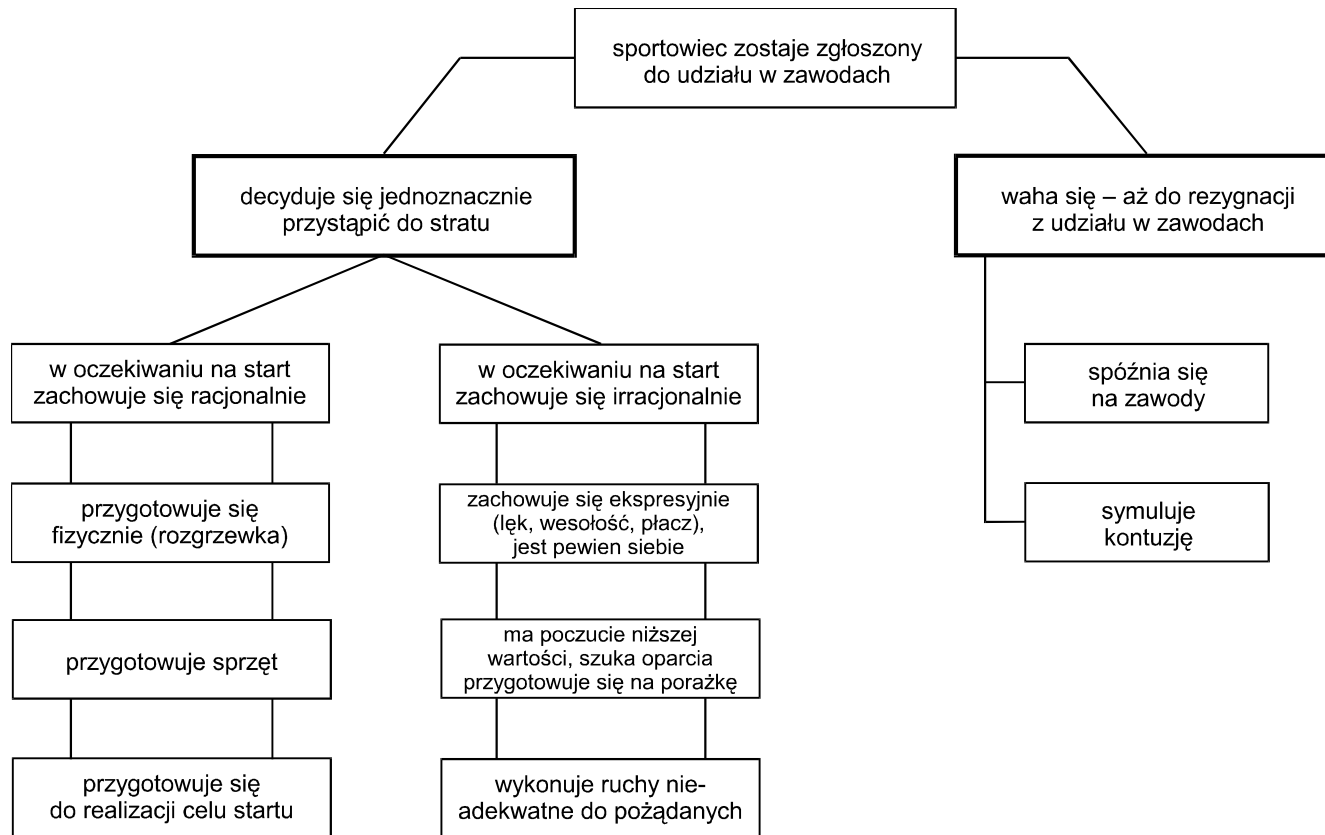 sportowiec zostaje zgłoszony
do udziału w zawodach
decyduje się jednoznacznie
przystąpić do stratu
waha się – aż do rezygnacji
z udziału w zawodach
w oczekiwaniu na start
zachowuje się racjonalnie
w oczekiwaniu na start
zachowuje się irracjonalnie
spóźnia się
na zawody
przygotowuje się
fizycznie (rozgrzewka)
zachowuje się ekspresyjnie
(lęk, wesołość, płacz),
jest pewien siebie
symuluje
kontuzję
przygotowuje sprzęt
ma poczucie niższej
wartości, szuka oparcia
przygotowuje się na porażkę
przygotowuje się
do realizacji celu startu
wykonuje ruchy nie-
adekwatne do pożądanych